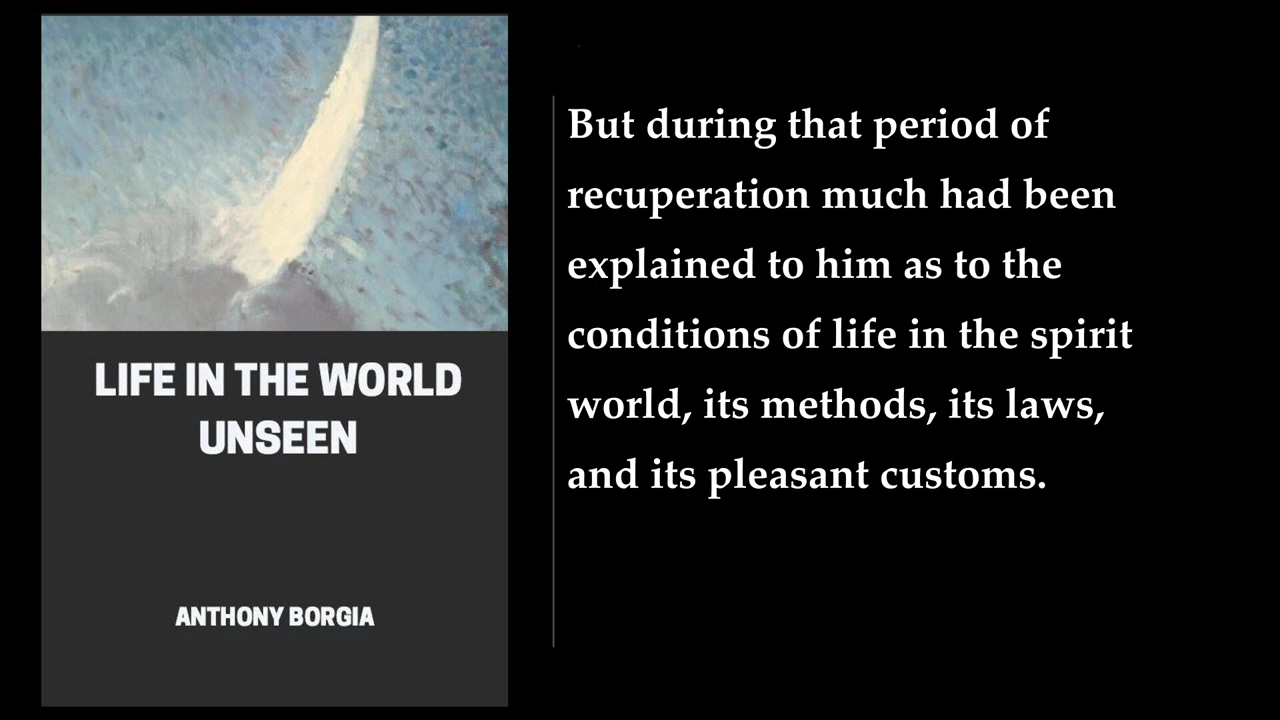 LIFE IN THE WORLD
UNSEEN
ANTHONY BORGIA
But during that period of
recuperation much had been
explained to him as to the
conditions of life in the spirit
world, its methods, its laws,
and its pleasant customs.